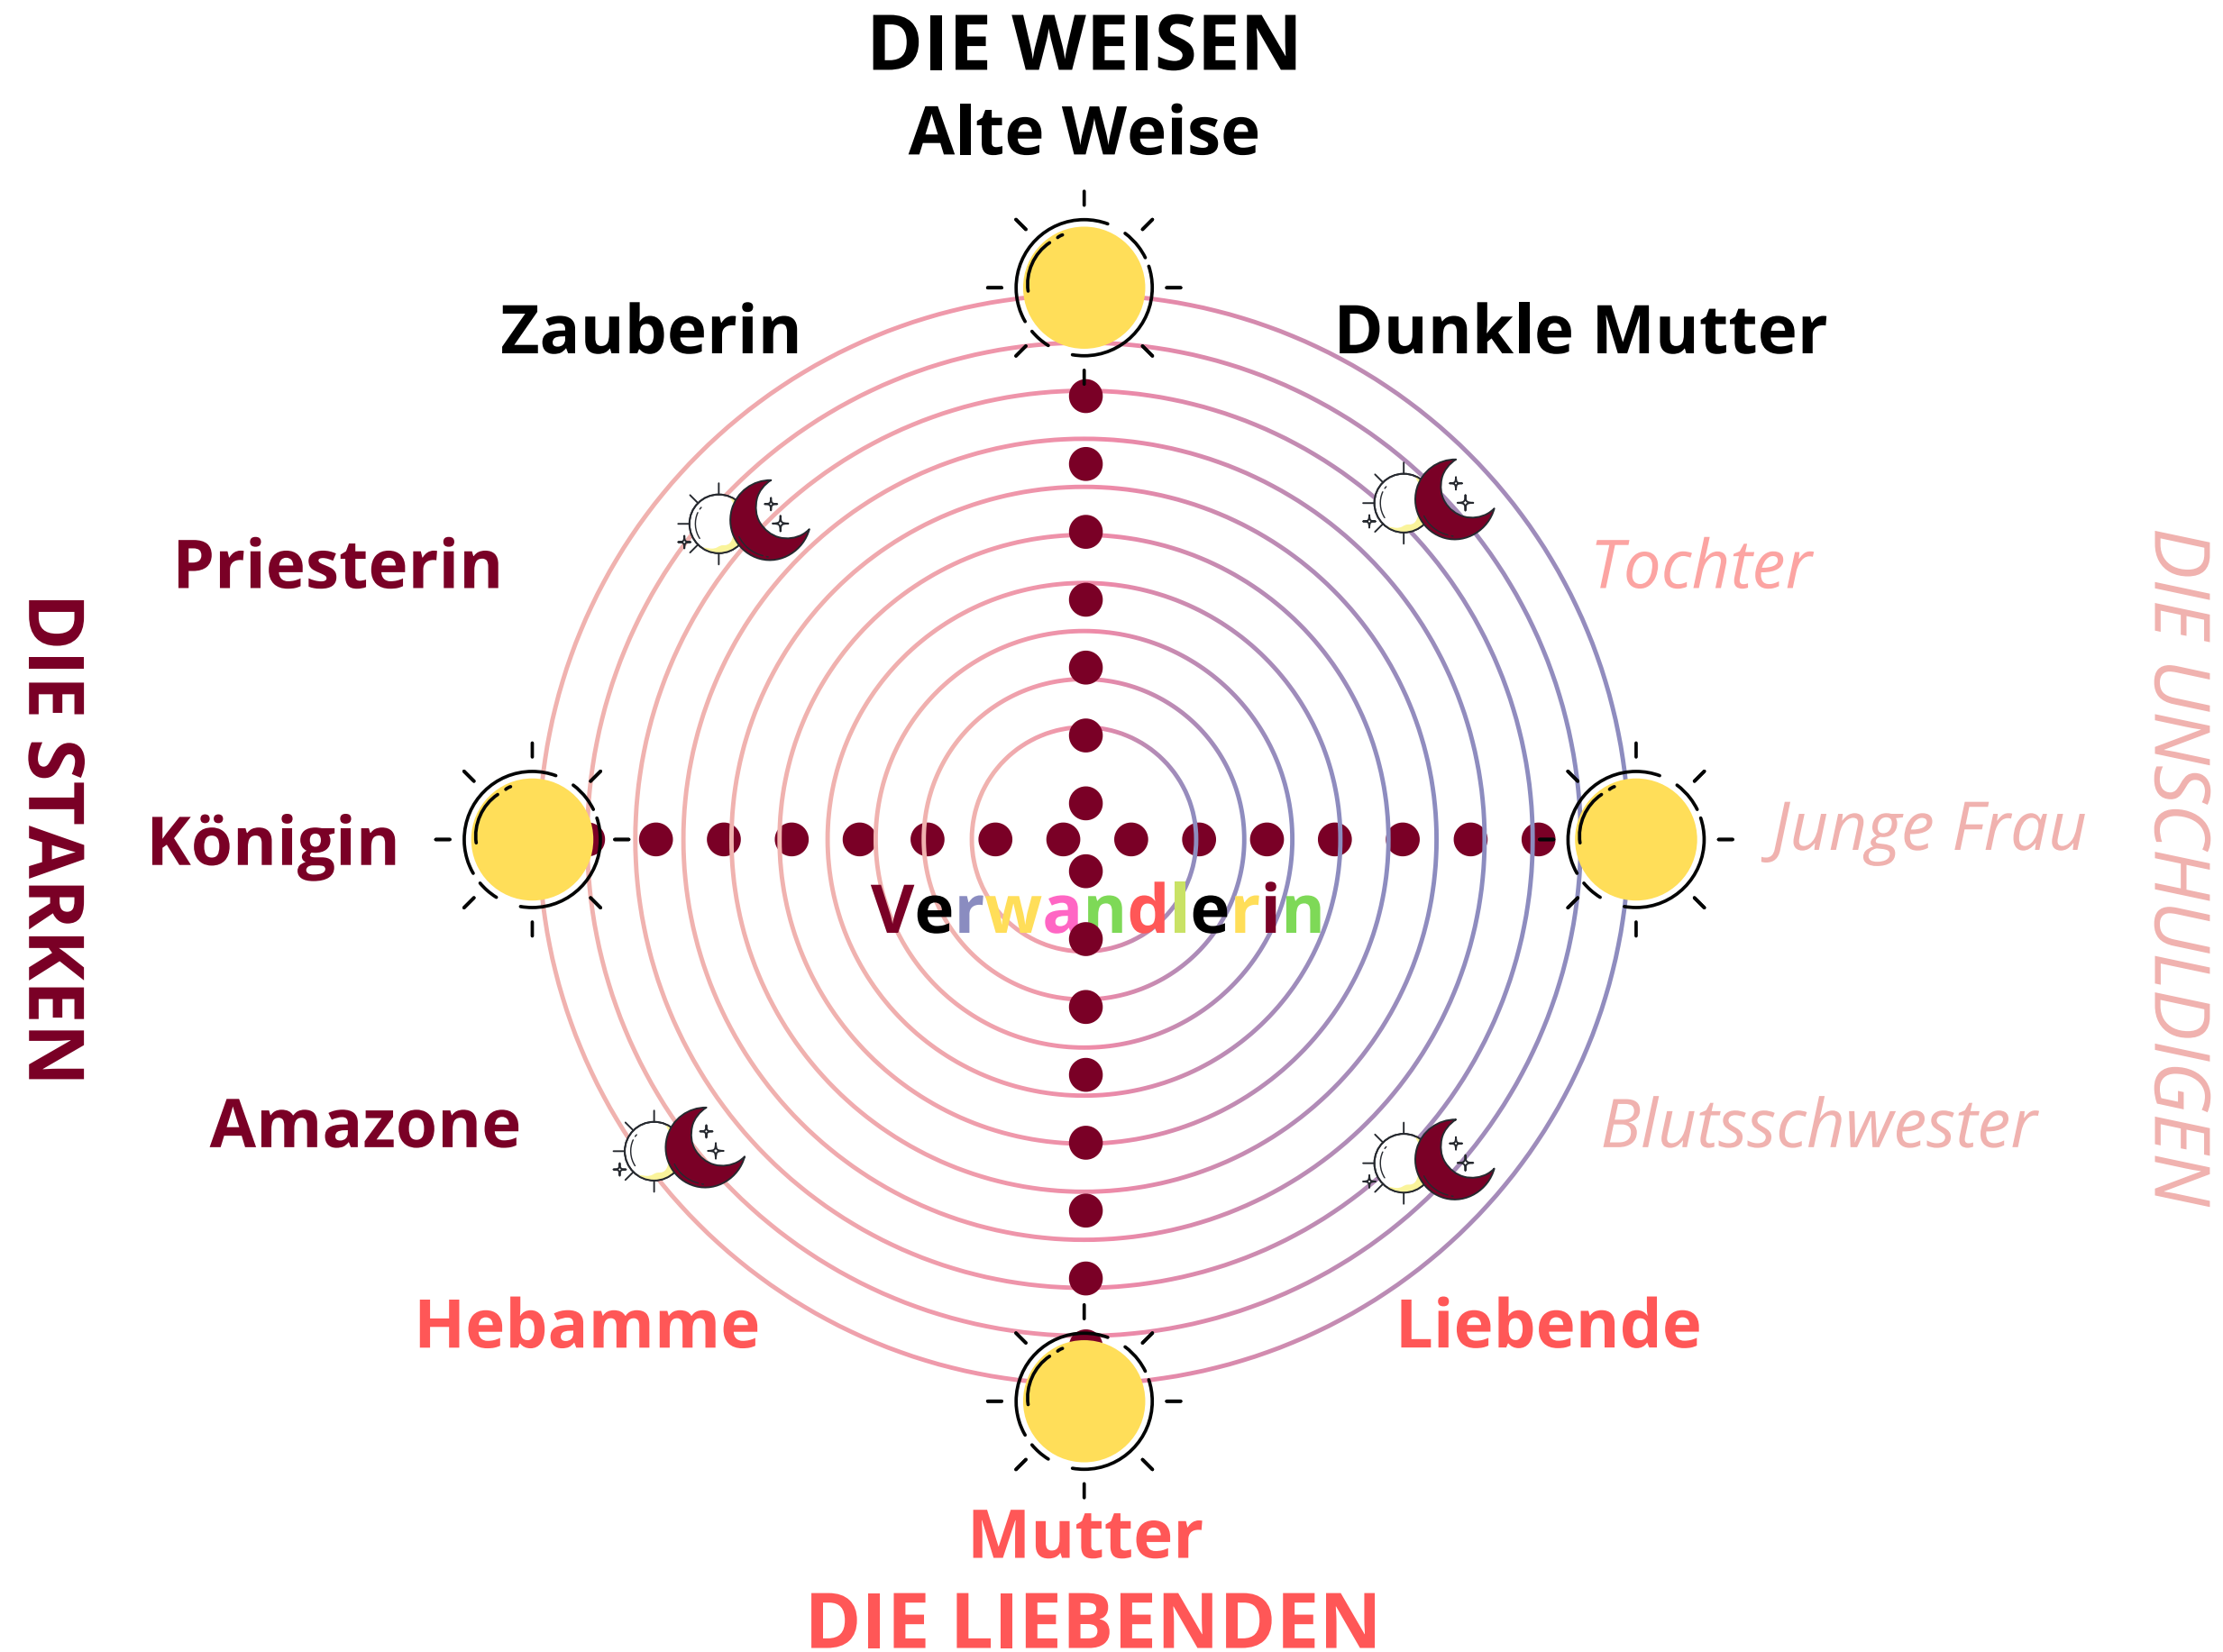 DIE WEISEN
Alte Weise
Zauberin
Dunkle Mutter
Priesterin
Tochter
DIE STARKEN
DIE UNSCHULDIGEN
Königin
Junge Frau
Verwandlerin
Amazone
Blutsschwester
Hebamme
Liebende
Mutter
DIE LIEBENDEN